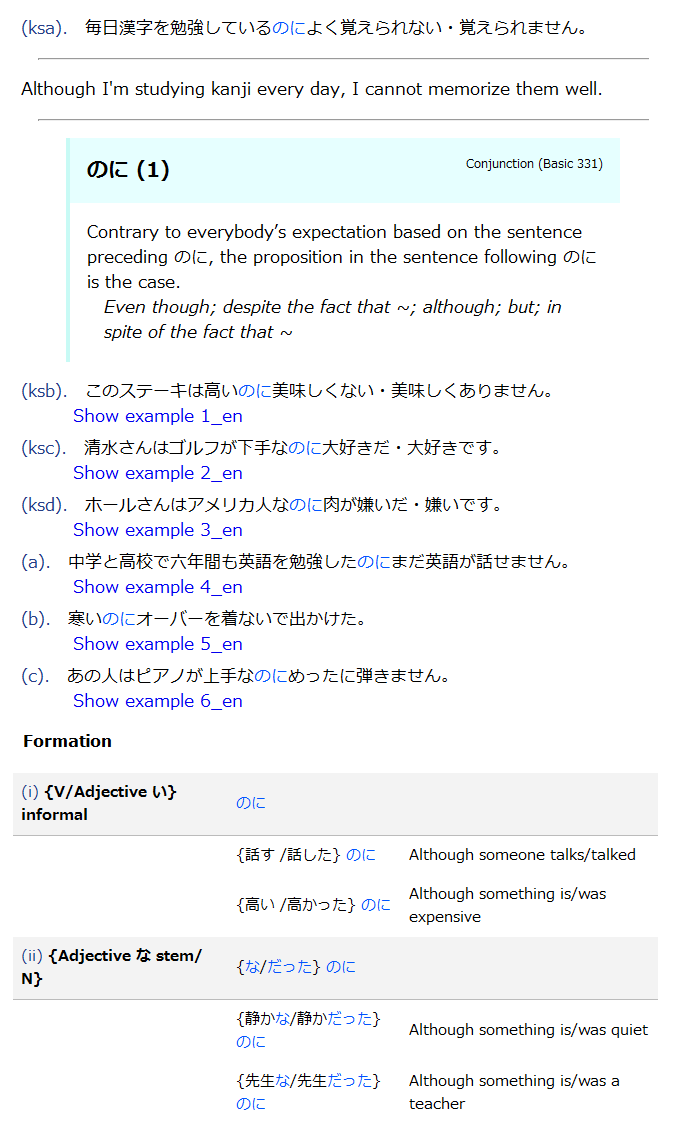 (ksa). 毎日漢字を勉強しているのによく覚えられない・覚えられません。
Although I'm studying kanji every day, I cannot memorize them well.
のに (1)
Conjunction (Basic 331)
Contrary to everybody’s expectation based on the sentence
preceding のに, the proposition in the sentence following のに
is the case.
Even though; despite the fact that ~; although; but; in
spite of the fact that ~
(ksb). このステーキは高いのに美味しくない・美味しくありません。
Show example 1_en
(ksc). 清水さんはゴルフが下手なのに大好きだ・大好きです。
Show example 2_en
(ksd). ホールさんはアメリカ人なのに肉が嫌いだ・嫌いです。
Show example 3_en
(a). 中学と高校で六年間も英語を勉強したのにまだ英語が話せません。
Show example 4_en
(b). 寒いのにオーバーを着ないで出かけた。
Show example 5_en
(c). あの人はピアノが上手なのにめったに弾きません。
Show example 6_en
Formation
(i) {V/Adjective い}
informal
のに
{話す /話した} のに
Although someone talks/talked
{高い /高かった} のに
Although something is/was
expensive
(ii) {Adjective な stem/
N}
{な/だった} のに
{静かな/静かだった}
のに
Although something is/was quiet
{先生な/先生だった}
のに
Although something is/was a
teacher